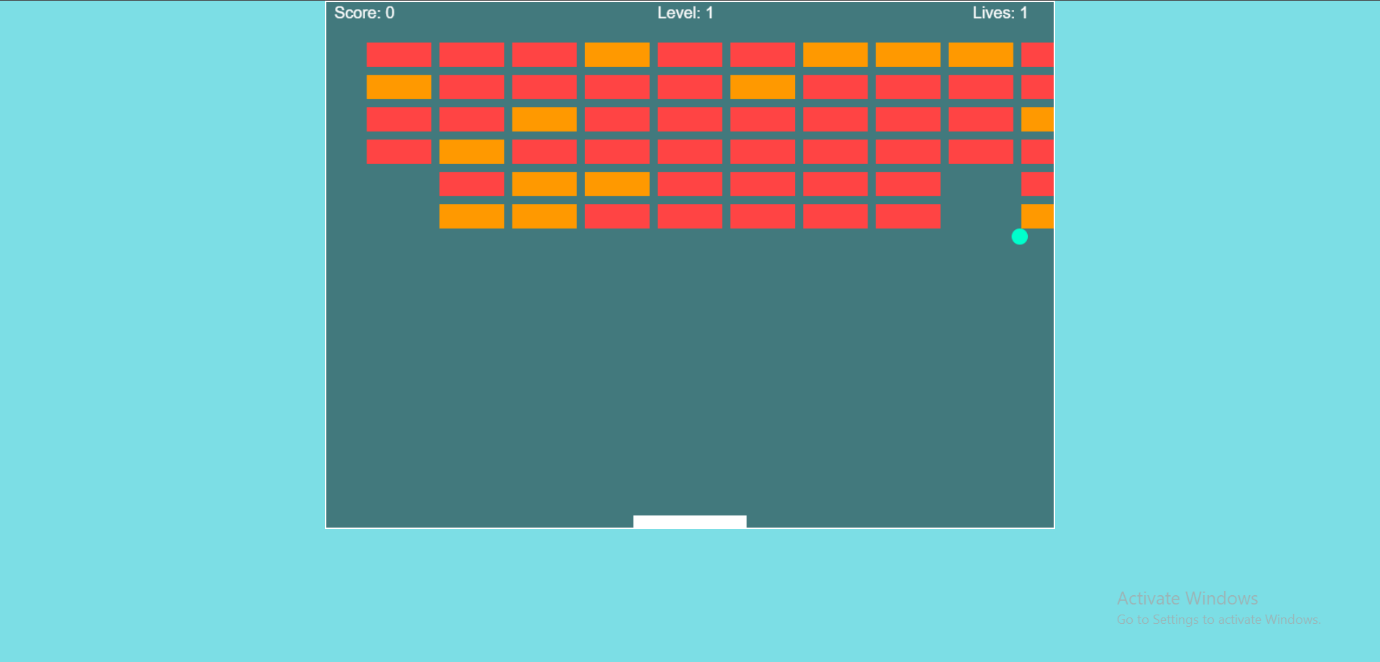 Score: 0
Level: 1
Lives: 1
Activate Windows
Go to Settings to activate Windows.